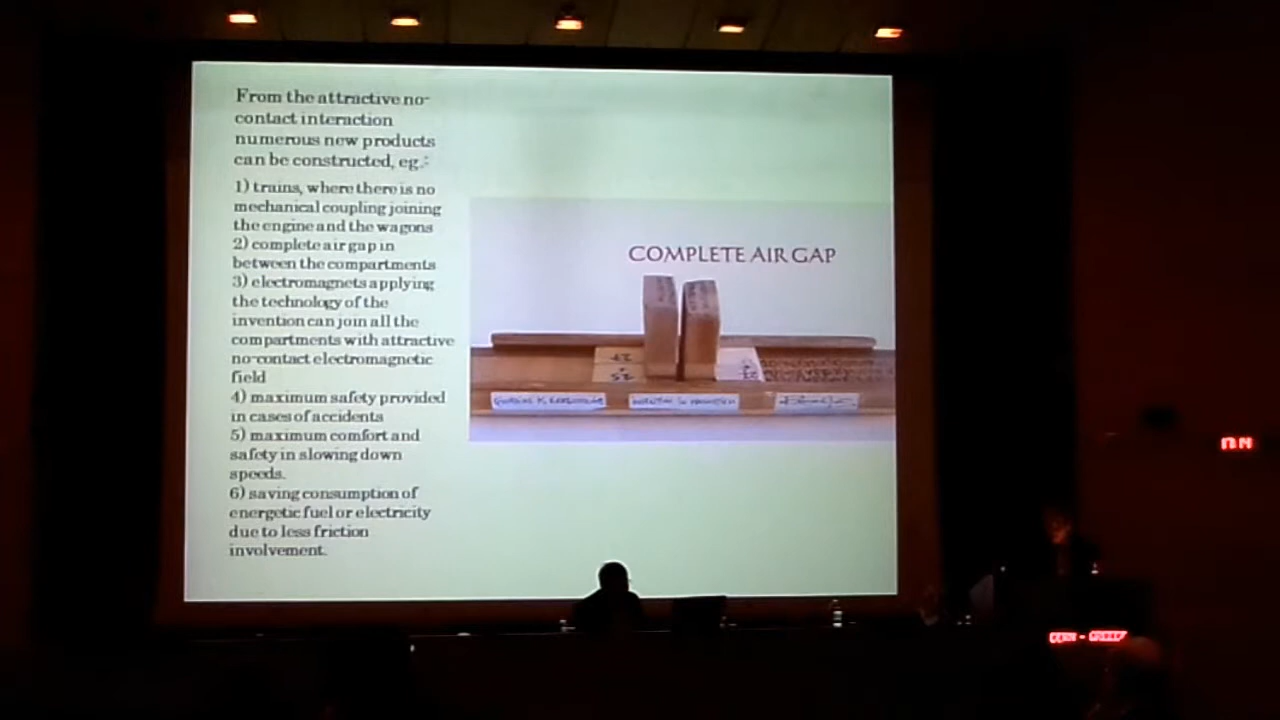 From the attractive no-
contact interaction
numerous new products
can be constructed, eg.:
1) trains, where there is no
mechanical coupling joining
the engine and the wagons
2) complete air gap in
between the compartments
3) electromagnets applying
the technology of the
invention can join all the
compartments with attractive
no-contact electromagnetic
field
4) maximum safety provided
in cases of accidents
5) maximum comfort and
safety in slowing down
speeds.
6) saving consumption of
energetic fuel or electricity
due to less friction
involvement.
COMPLETE AIR GAP